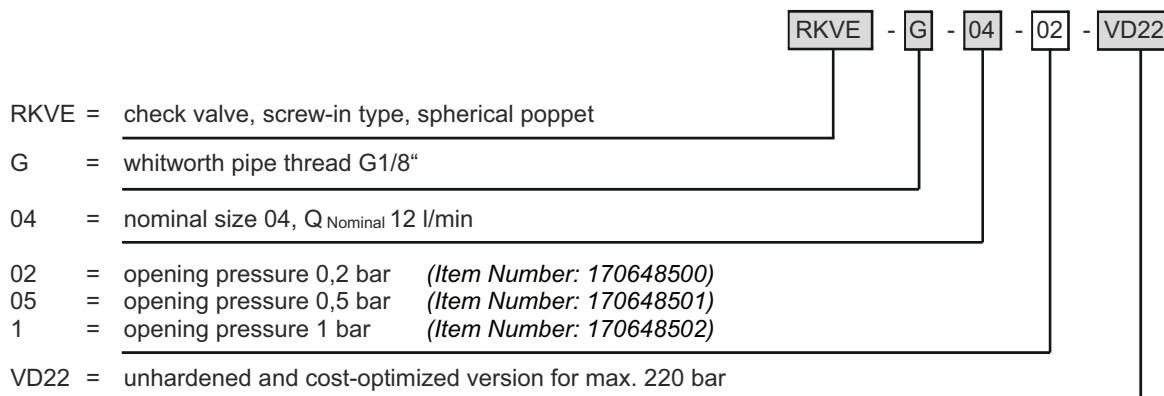 RKVE - G - 04 - 02 - VD22
RKVE = check valve, screw-in type, spherical poppet
G = whitworth pipe thread G1/8“
04 = nominal size 04, Q Nominal 12 l/min
02 = opening pressure 0,2 bar (Item Number: 170648500)
05 = opening pressure 0,5 bar (Item Number: 170648501)
1 = opening pressure 1 bar (Item Number: 170648502)
VD22 = unhardened and cost-optimized version for max. 220 bar